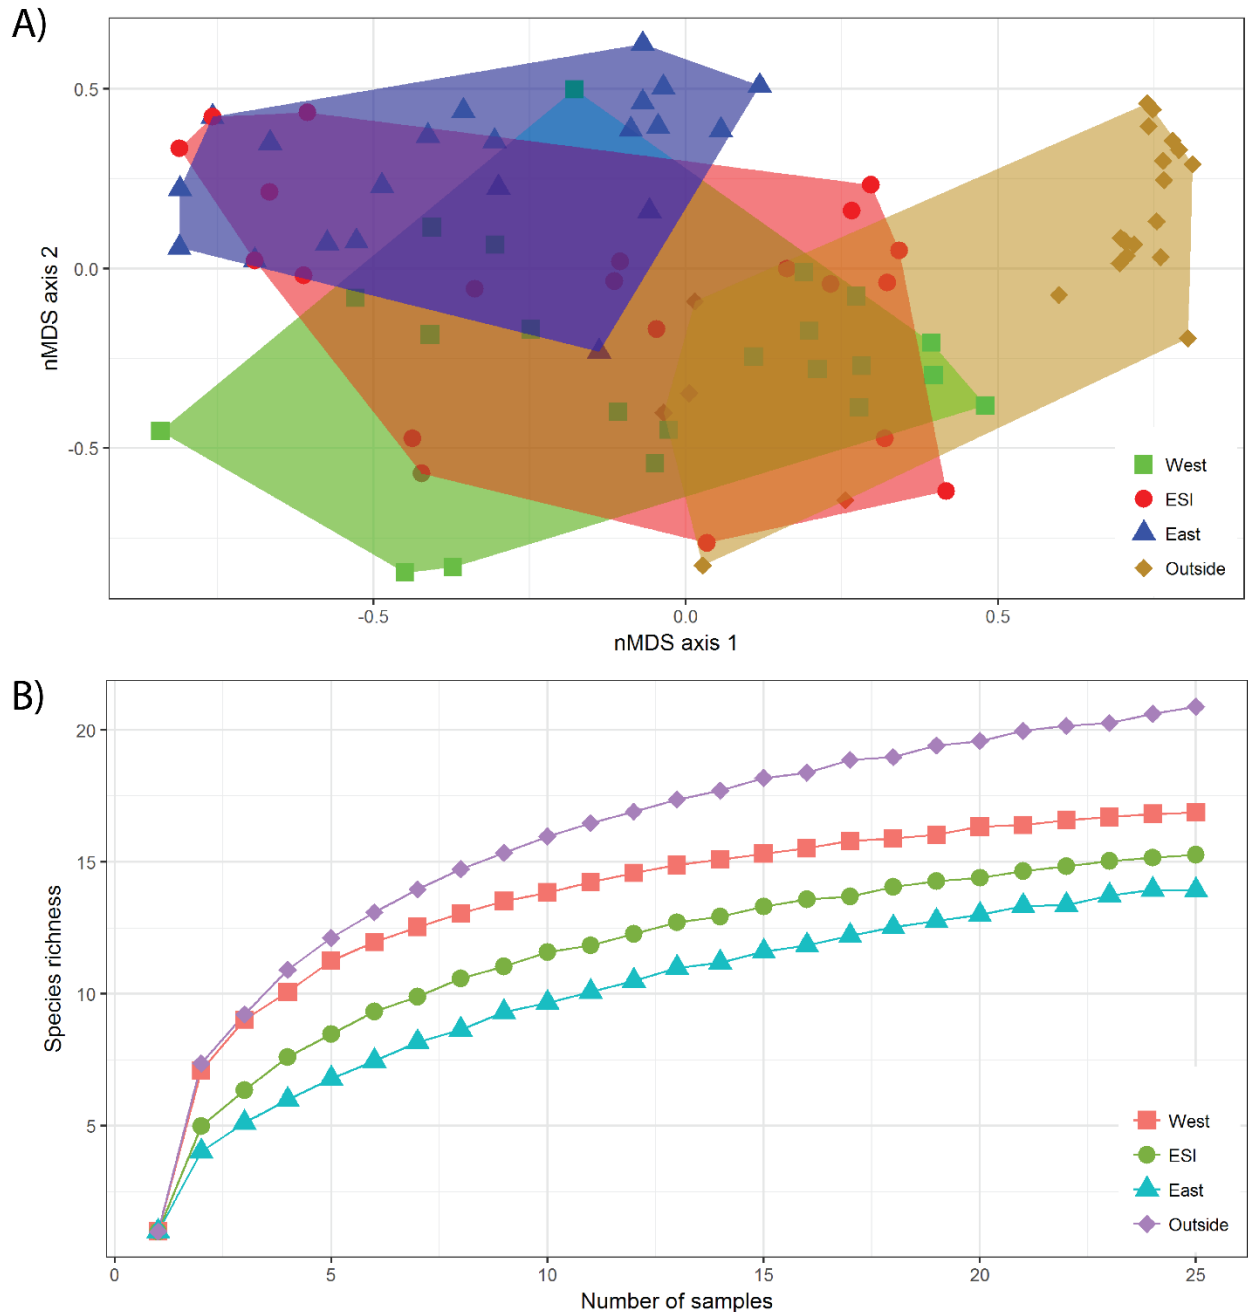 A)
0.5
0.0
-0.5
nMDS axis 2
West
ESI
East
Outside
-0.5 0.0 0.5
nMDS axis 1
B)
20
15
10
5
Species richness
West
ESI
East
Outside
0 5 10 15 20 25
Number of samples